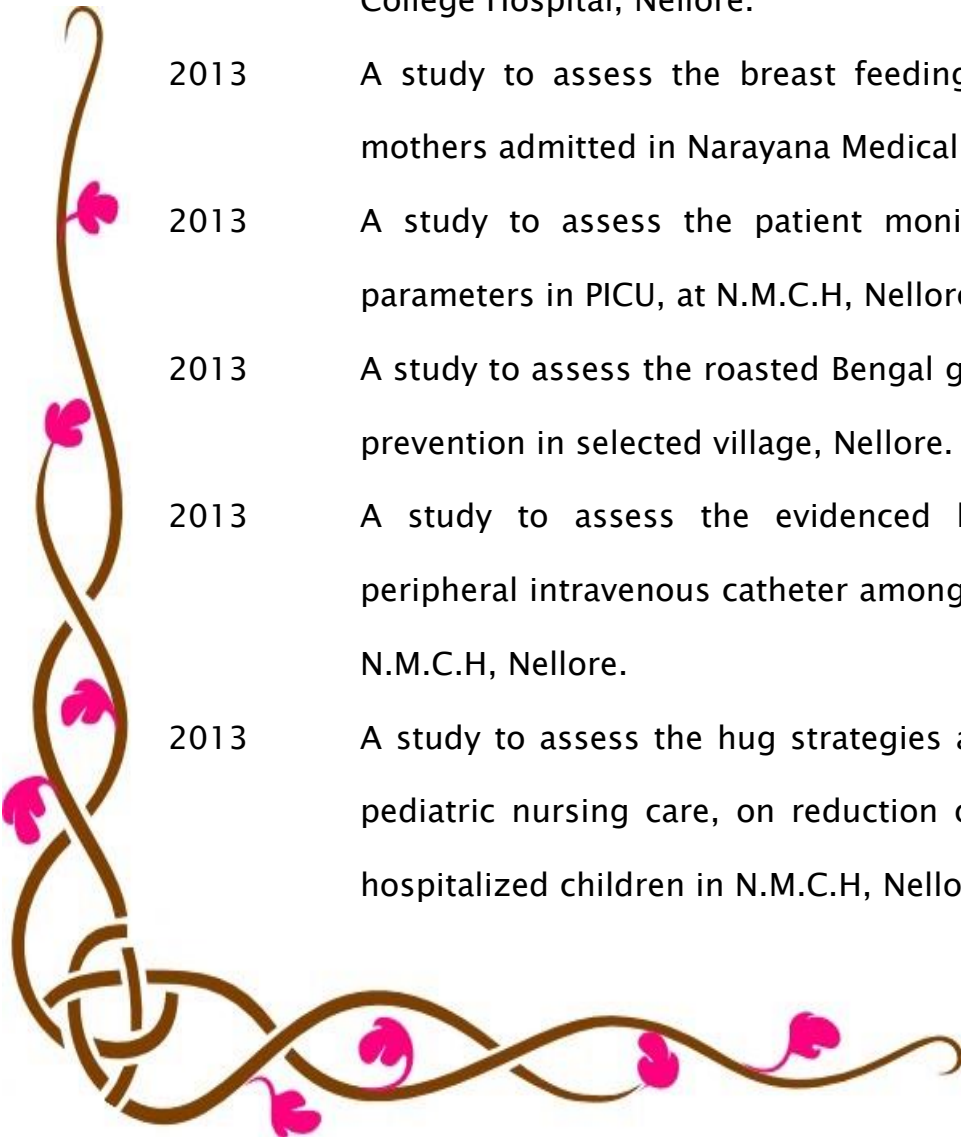 College Hospital, Nellore.
2013 A study to assess the breast feeding
mothers admitted in Narayana Medical
2013 A study to assess the patient
parameters in PICU, at N.M.C.H,
2013 A study to assess the roasted Bengal
prevention in selected village, Nellore.
2013 A study to assess the evidenced
peripheral intravenous catheter among
N.M.C.H, Nellore.
2013 A study to assess the hug strategies
pediatric nursing care, on reduction
hospitalized children in N.M.C.H,